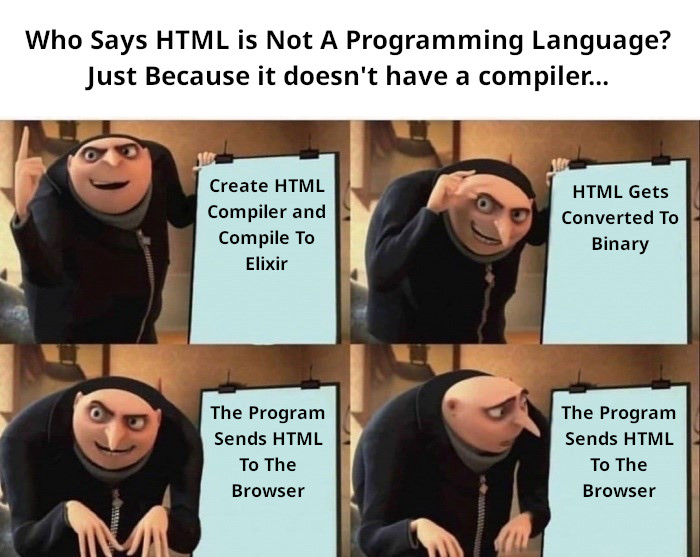 Who Says HTML is Not A Programming Language?
Just Because it doesn't have a compiler...
Create HTML
Compiler and
Compile To
Elixir
HTML Gets
Converted To
Binary
The Program
Sends HTML
To The
Browser
The Program
Sends HTML
To The
Browser